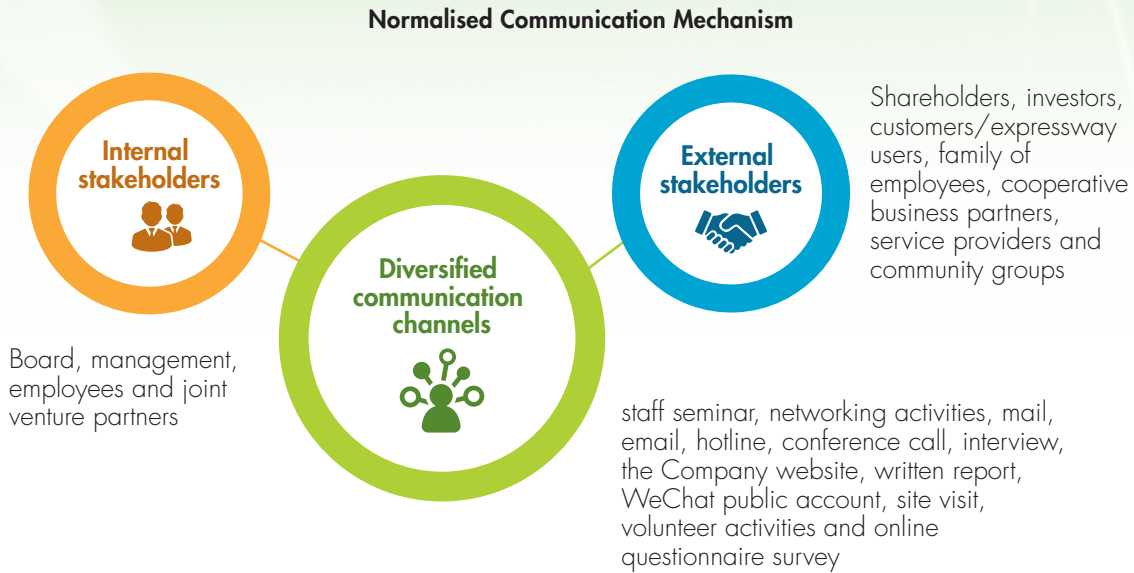 Normalised Communication Mechanism
Internal
stakeholders
Board, management,
employees and joint
venture partners
Diversified
communication
channels
staff seminar, networking activities, mail,
email, hotline, conference call, interview,
the Company website, written report,
WeChat public account, site visit,
volunteer activities and online
questionnaire survey
External
stakeholders
Shareholders, investors,
customers/expressway
users, family of
employees, cooperative
business partners,
service providers and
community groups